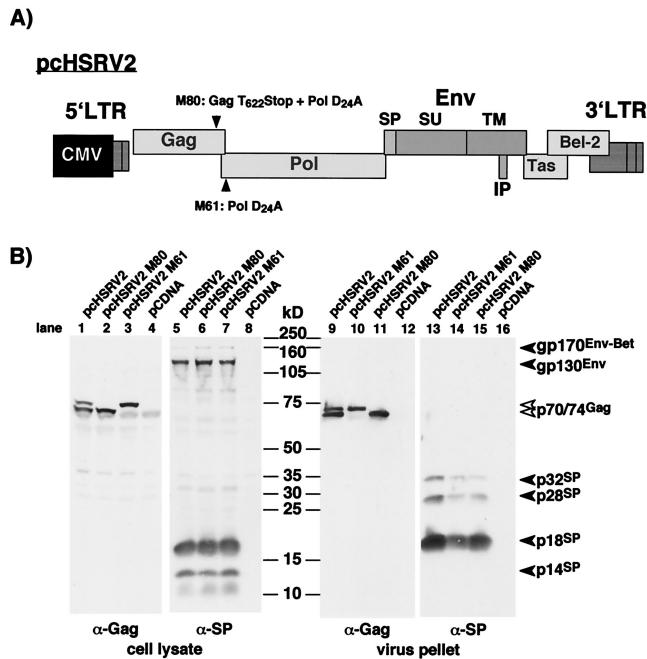 A)
pcHSRV2
5'LTR
M80: Gag T622Stop + Pol D24A
Env
3'LTR
SP SU TM
CMV
Gag
Pol
Bel-2
Tas
IP
M61: Pol D24A
B)
pcHSRV2 pcHSRV2 M80 pcHSRV2 M61 pCDNA pcHSRV2 pcHSRV2 M80 pcHSRV2 M61 pCDNA pcHSRV2 pcHSRV2 M61 pcHSRV2 M80 pCDNA pcHSRV2 pcHSRV2 M61 pcHSRV2 M80 pCDNA
kD
lane 1 2 3 4 5 6 7 8 9 10 11 12 13 14 15 16
250
160
105
75
50
35
30
25
15
10
gp170Env-Bet
gp130Env
p70/74Gag
p32SP
p28SP
p18SP
p14SP
α-Gag α-SP α-Gag α-SP
cell lysate virus pellet